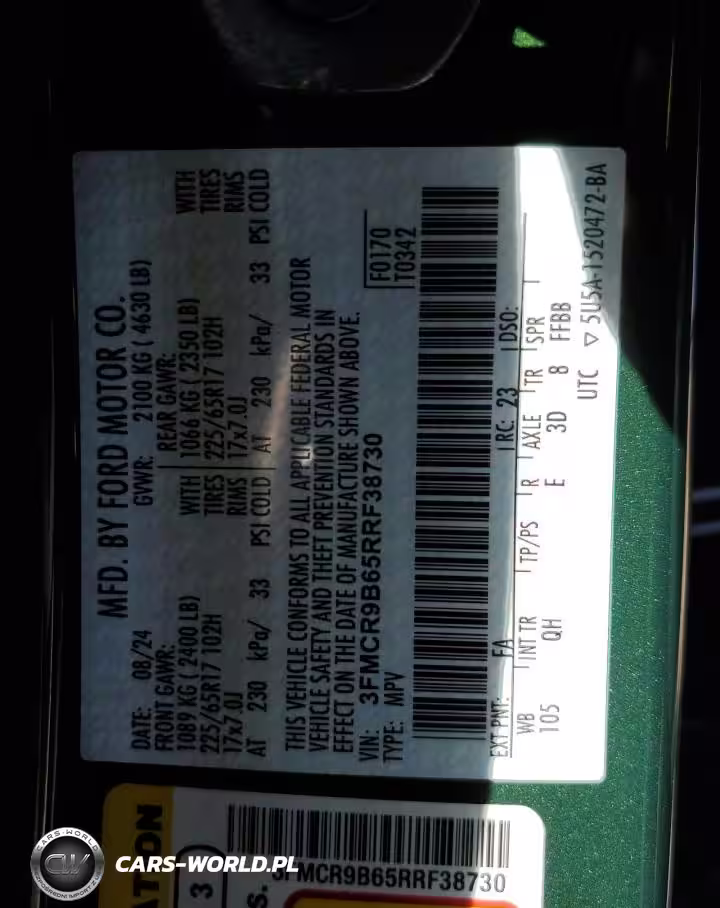 MFD. BY FORD MOTOR CO.
DATE: 08/24 GVWR: 2100 KG ( 4630 LB)
FRONT GAWR: REAR GAWR:
1089 KG ( 2400 LB) WITH 1066 KG ( 2350 LB) WITH
225/65R17 102H TIRES 225/65R17 102H TIRES
17x7.0J RIMS 17x7.0J RIMS
AT 230 kPa/ 33 PSI COLD AT 230 kPa/ 33 PSI COLD
THIS VEHICLE CONFORMS TO ALL APPLICABLE FEDERAL MOTOR
VEHICLE SAFETY AND THEFT PREVENTION STANDARDS IN
EFFECT ON THE DATE OF MANUFACTURE SHOWN ABOVE.
VIN: 3FMCR9B65RRF38730 F0170
TYPE: MPV T0342
EXT PNT: FA RC: 23 DSO:
WB INT TR TP/PS R AXLE TR SPR
105 QH E 3D 8 FFBB
UTC ▽ 5U5A-1520472-BA
3
S. 3FMCR9B65RRF38730
CARS-WORLD
CW
CARS-WORLD.PL